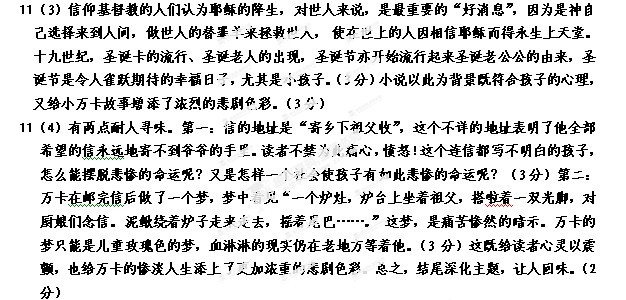 11（3）信仰基督教的人们认为耶稣的降生，对世人来说，是最重要的“好消息”，因为是神自
己选择来到人间，做世人的替罪羊来拯救世人，使在世上的人因相信耶稣而得永生上天堂。
十九世纪，圣诞卡的流行、圣诞老人的出现，圣诞节亦开始流行起来圣诞老公公的由来，圣
诞节是令人雀跃期待的幸福日子，尤其是小孩子。（3分）小说以此为背景既符合孩子的心理，
又给小万卡故事增添了浓烈的悲剧色彩。（3分）
11（4）有两点耐人寻味。第一：信的地址是“寄乡下祖父收”，这个不详的地址表明了他全部
希望的信永远地寄不到爷爷的手里。读者不禁为此痛心，愤怒！这个连信都写不明白的孩子，
怎么能摆脱悲惨的命运呢？又是怎样一个社会使孩子有如此悲惨的命运呢？（3分）第二：
万卡在邮完信后做了一个梦，梦中看见“一个炉灶，炉台上坐着祖父，搭啦着一双光脚，对
厨娘们念信。泥鳅绕着炉子走来走去，摇着尾巴……。”这梦，是痛苦惨然的暗示。万卡的
梦只能是儿童玫瑰色的梦，血淋淋的现实仍在老地方等着他。（3分）这既给读者心灵以震
颤，也给万卡的惨淡人生添上了更加浓重的悲剧色彩。总之，结尾深化主题，让人回味。（2
分）